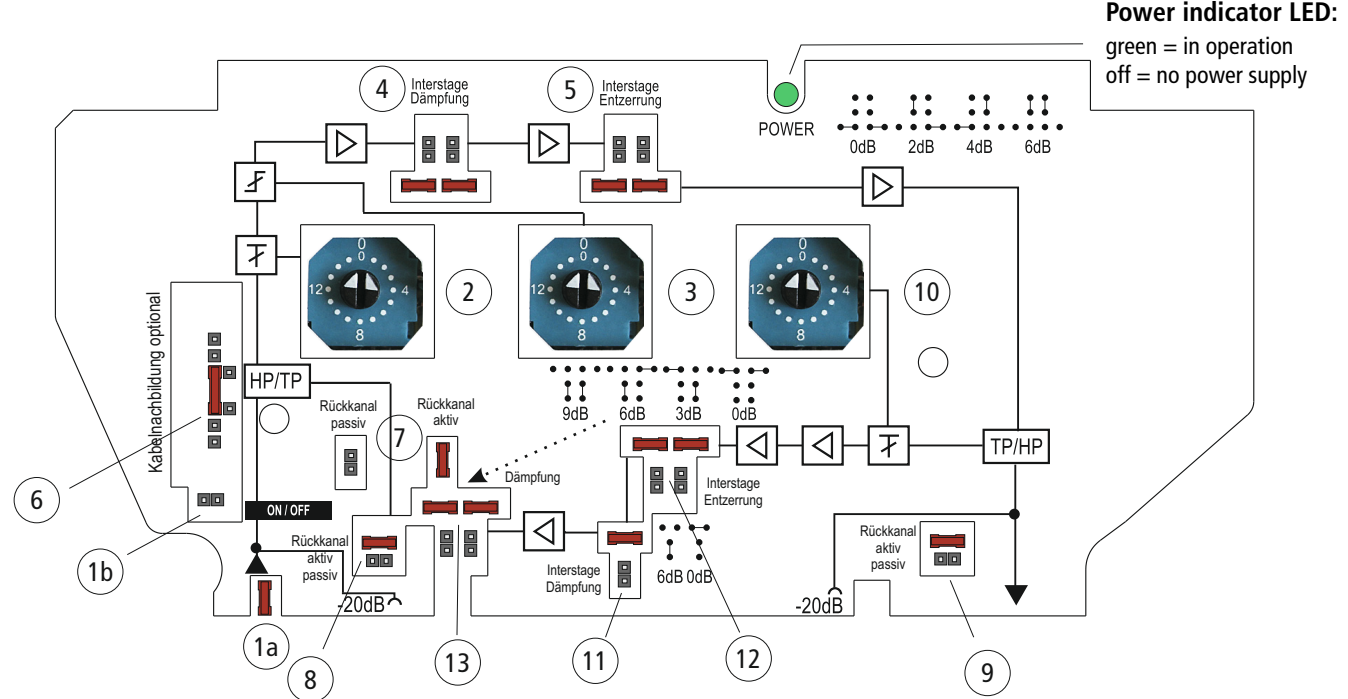 Power indicator LED:
green = in operation
off = no power supply
4
Interstage
Dämpfung
5
Interstage
Entzerrung
POWER
0dB 2dB 4dB 6dB
0
0
12
4
8
2
0
0
12
4
8
3
0
0
12
4
8
10
Kabelnachbildung optional
HP/TP
Rückkanal
passiv
7
Rückkanal
aktiv
9dB 6dB 3dB 0dB
TP/HP
Dämpfung
Interstage
Entzerrung
6
ON / OFF
1b
Rückkanal
aktiv
passiv
Interstage
Dämpfung
6dB 0dB
Rückkanal
aktiv
passiv
-20dB
-20dB
1a
8
13
11
12
9